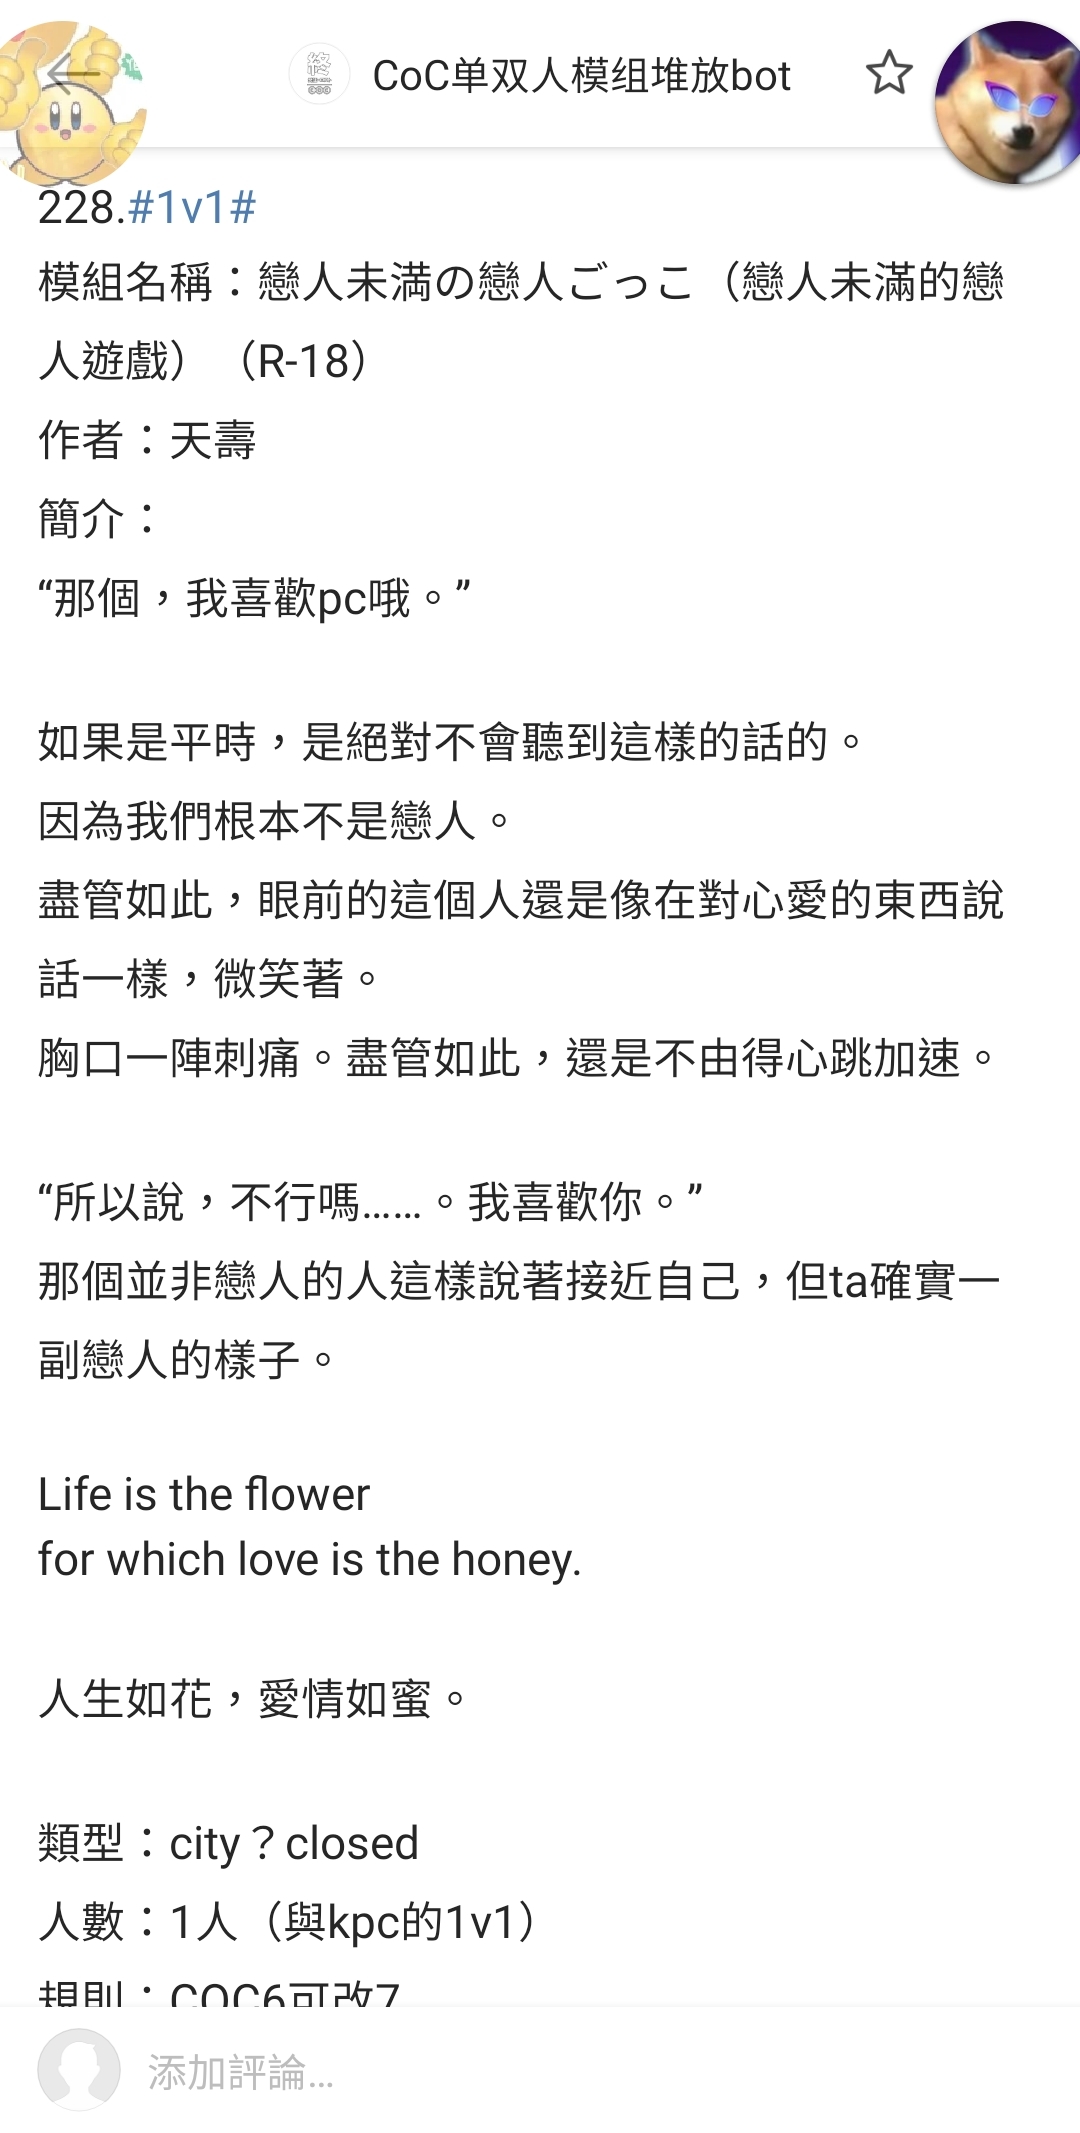 CoC单双人模组堆放bot
228.#1v1#
模組名稱：戀人未満の戀人ごっこ（戀人未滿的戀
人遊戲）（R-18）
作者：天壽
簡介：
“那個，我喜歡pc哦。”
如果是平時，是絕對不會聽到這樣的話的。
因為我們根本不是戀人。
盡管如此，眼前的這個人還是像在對心愛的東西說
話一樣，微笑著。
胸口一陣刺痛。盡管如此，還是不由得心跳加速。
“所以說，不行嗎……。我喜歡你。”
那個並非戀人的人這樣說著接近自己，但ta確實一
副戀人的樣子。
Life is the flower
for which love is the honey.
人生如花，愛情如蜜。
類型：city？closed
人數：1人（與kpc的1v1）
規則：COC6可改7
添加評論...